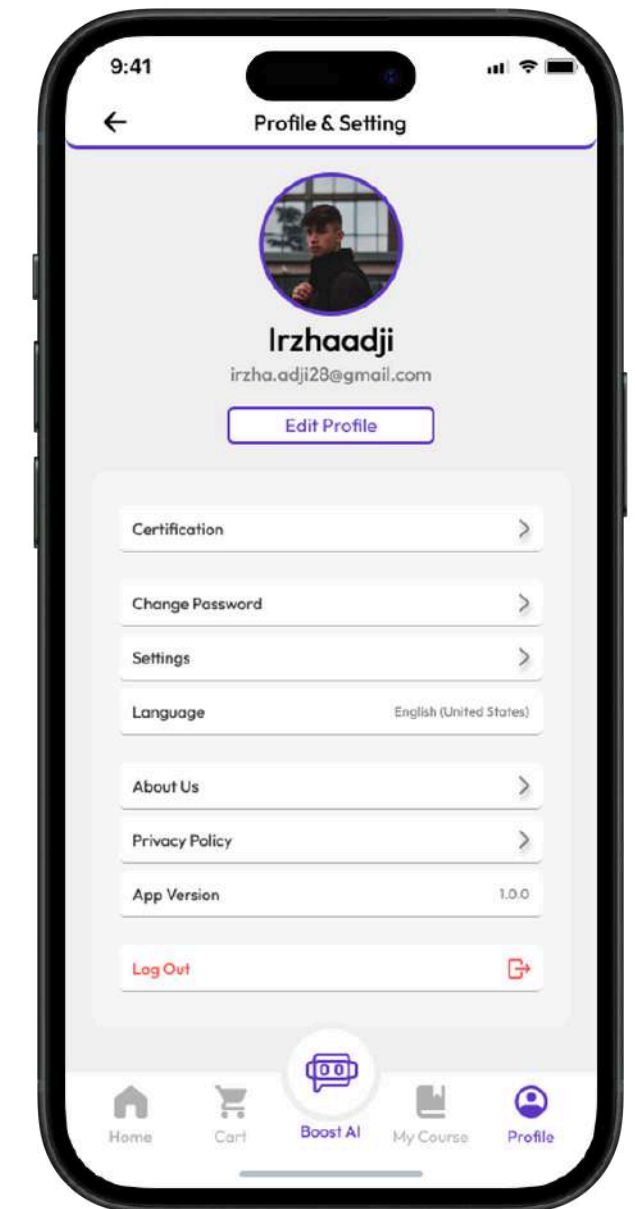 9:41
Profile & Setting
Irzhaadji
irzha.adji28@gmail.com
Edit Profile
Certification
Change Password
Settings
Language English (United States)
About Us
Privacy Policy
App Version 1.0.0
Log Out
Home Cart Boost AI My Course Profile